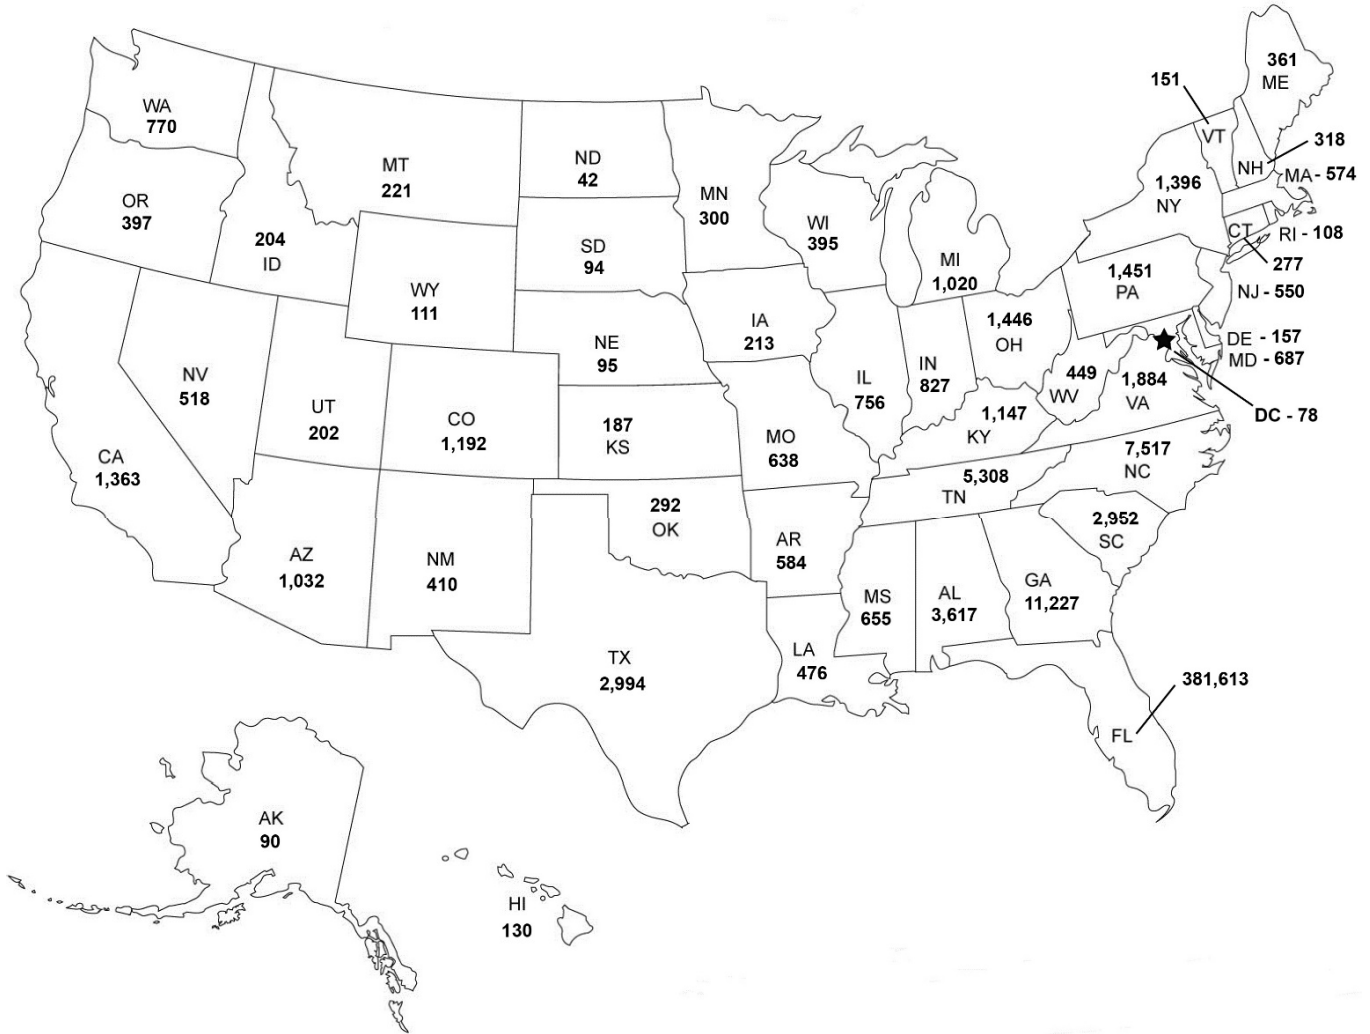 361
ME
151
VT
318
NH
MA - 574
WA
770
MT
221
ND
42
MN
300
1,396
NY
OR
397
204
ID
SD
94
WI
395
CT
RI - 108
277
MI
1,020
1,451
PA
NJ - 550
WY
111
IA
213
1,446
OH
DE - 157
MD - 687
NE
95
NV
518
IL
756
IN
827
449
WV
1,884
VA
DC - 78
UT
202
CO
1,192
187
KS
MO
638
1,147
KY
CA
1,363
7,517
NC
5,308
TN
292
OK
2,952
SC
AZ
1,032
NM
410
AR
584
MS
655
AL
3,617
GA
11,227
TX
2,994
LA
476
381,613
FL
AK
90
HI
130